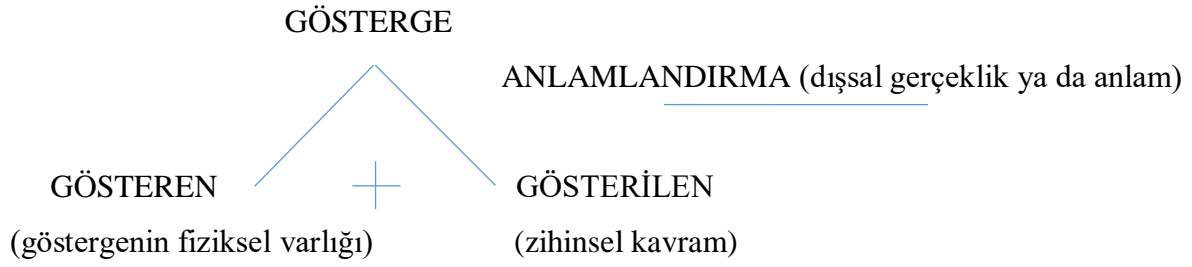 GÖSTERGE
ANLAMLANDIRMA (dışsal gerçeklik ya da anlam)
GÖSTEREN
GÖSTERİLEN
(göstergenin fiziksel varlığı)
(zihinsel kavram)